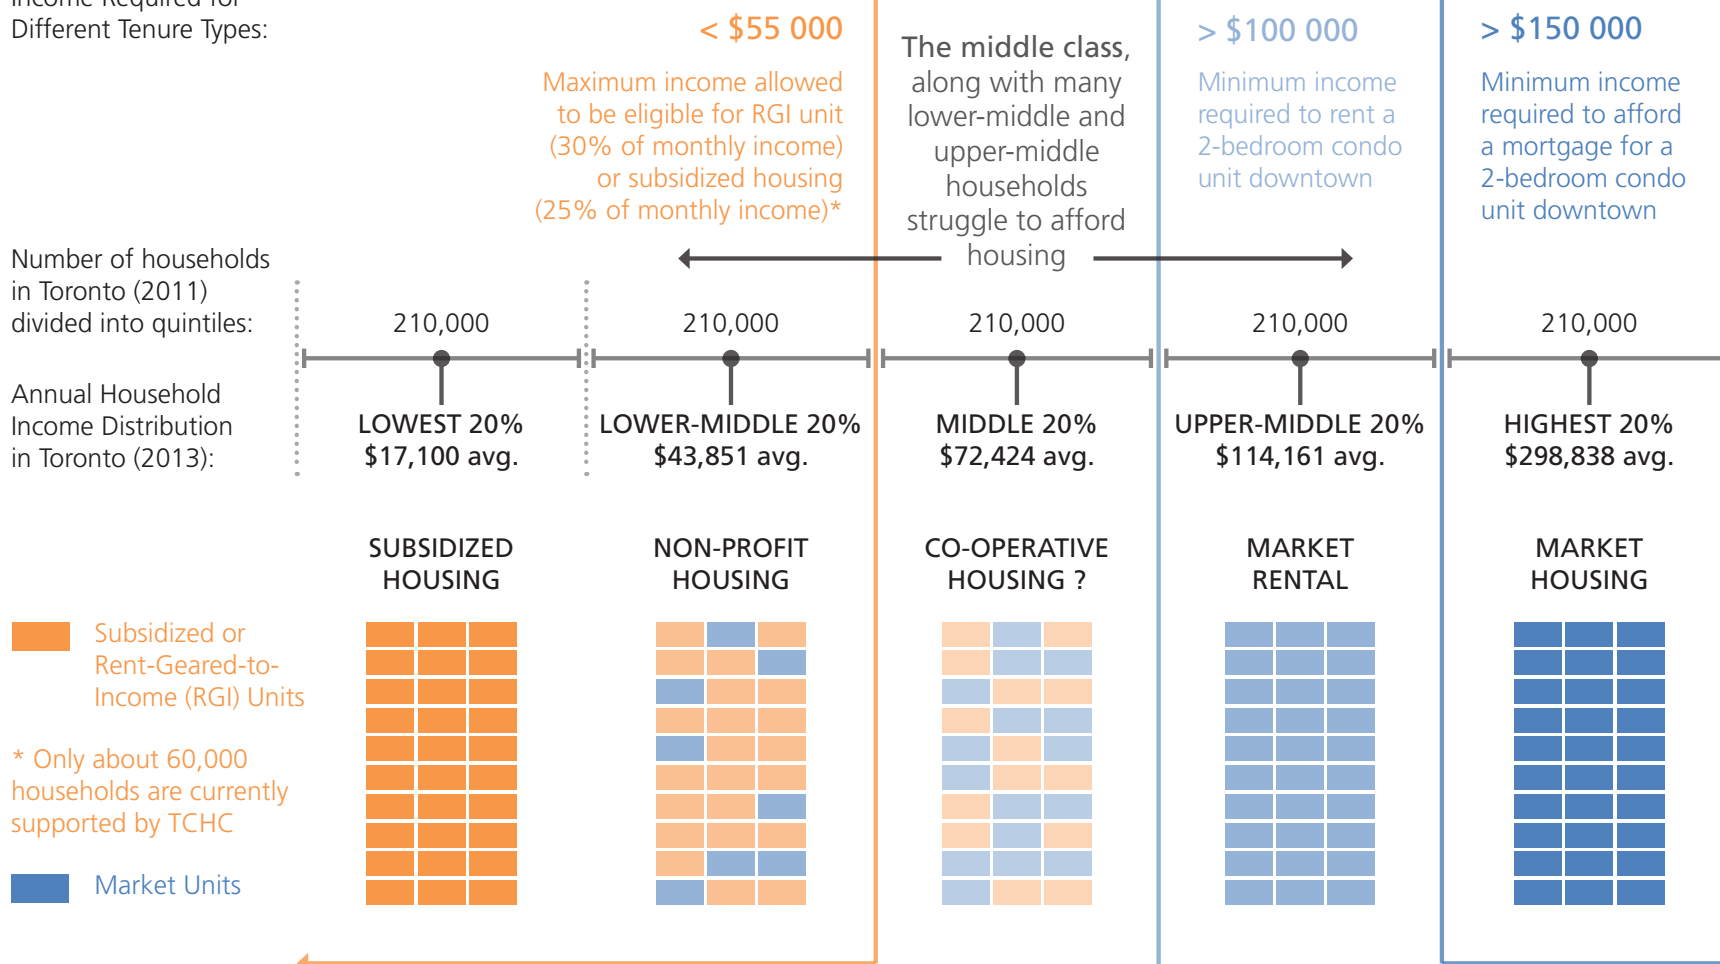 Income Required for
Different Tenure Types:
< $55 000
Maximum income allowed
to be eligible for RGI unit
(30% of monthly income)
or subsidized housing
(25% of monthly income)*
The middle class,
along with many
lower-middle and
upper-middle
households
struggle to afford
housing
> $100 000
Minimum income
required to rent a
2-bedroom condo
unit downtown
> $150 000
Minimum income
required to afford
a mortgage for a
2-bedroom condo
unit downtown
Number of households
in Toronto (2011)
divided into quintiles:
210,000
210,000
210,000
210,000
210,000
Annual Household
Income Distribution
in Toronto (2013):
LOWEST 20%
$17,100 avg.
LOWER-MIDDLE 20%
$43,851 avg.
MIDDLE 20%
$72,424 avg.
UPPER-MIDDLE 20%
$114,161 avg.
HIGHEST 20%
$298,838 avg.
SUBSIDIZED
HOUSING
NON-PROFIT
HOUSING
CO-OPERATIVE
HOUSING ?
MARKET
RENTAL
MARKET
HOUSING
Subsidized or
Rent-Geared-to-
Income (RGI) Units
* Only about 60,000
households are currently
supported by TCHC
Market Units